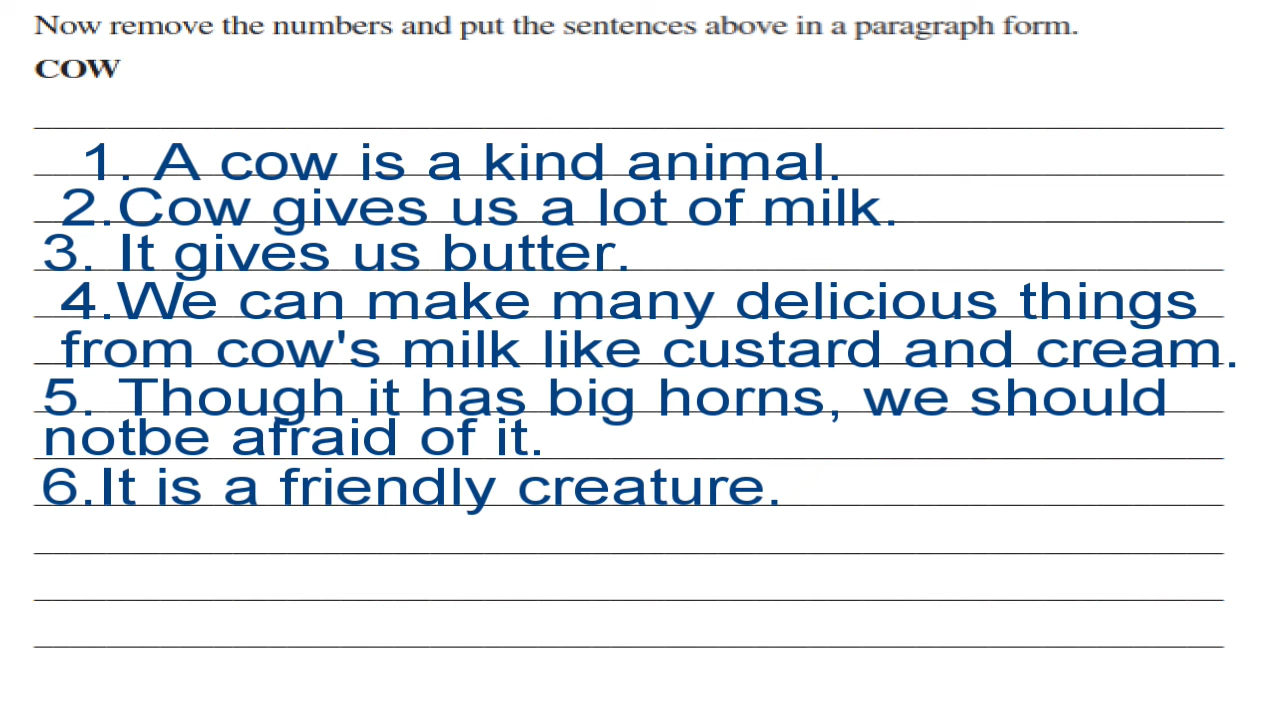 Now remove the numbers and put the sentences above in a paragraph form.
COW
1. A cow is a kind animal.
2.Cow gives us a lot of milk.
3. It gives us butter.
4.We can make many delicious things
from cow's milk like custard and cream.
5. Though it has big horns, we should
notbe afraid of it.
6.It is a friendly creature.